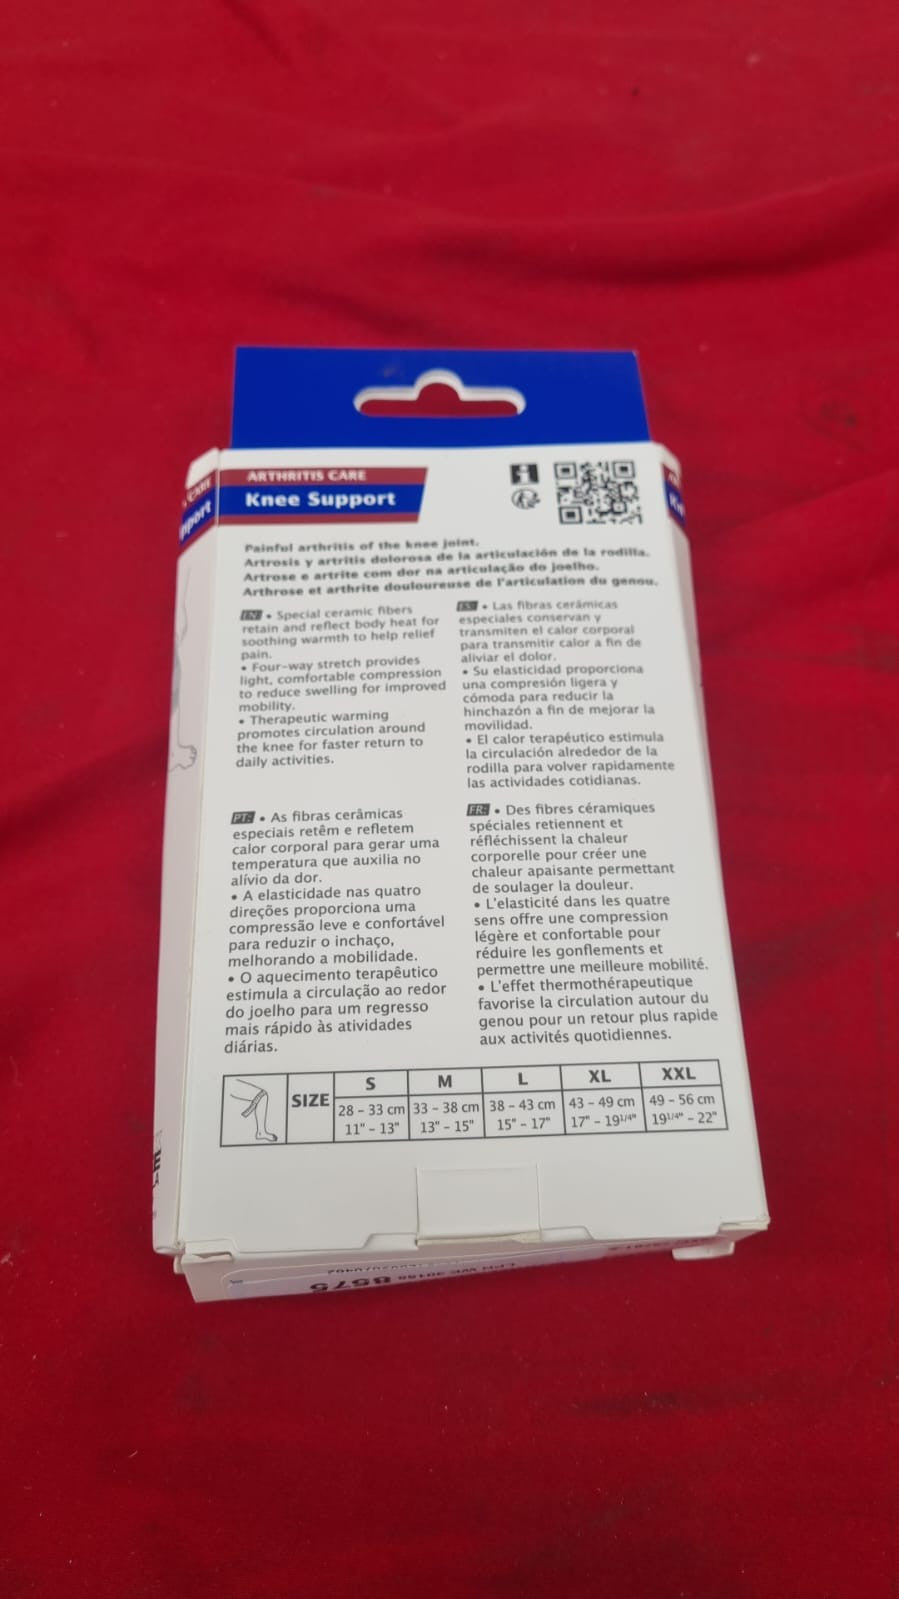 ARTHRITIS CARE
Knee Support
Painful arthritis of the knee joint.
Artrosis y artritis dolorosa de la articulación de la rodilla.
Artrose e artrite com dor na articulação do joelho.
Arthrose et arthrite douloureuse de l'articulation du genou.
EN: • Special ceramic fibers
retain and reflect body heat for
soothing warmth to help relief
pain.
• Four-way stretch provides
light, comfortable compression
to reduce swelling for improved
mobility.
• Therapeutic warming
promotes circulation around
the knee for faster return to
daily activities.
ES: • Las fibras cerámicas
especiales conservan y
transmiten el calor corporal
para transmitir calor a fin de
aliviar el dolor.
• Su elasticidad proporciona
una compresión ligera y
cómoda para reducir la
hinchazón a fin de mejorar la
movilidad.
• El calor terapéutico estimula
la circulación alrededor de la
rodilla para volver rapidamente
las actividades cotidianas.
PT: • As fibras cerâmicas
especiais retêm e refletem
calor corporal para gerar uma
temperatura que auxilia no
alívio da dor.
• A elasticidade nas quatro
direções proporciona uma
compressão leve e confortável
para reduzir o inchaço,
melhorando a mobilidade.
• O aquecimento terapêutico
estimula a circulação ao redor
do joelho para um regresso
mais rápido às atividades
diárias.
FR: • Des fibres céramiques
spéciales retiennent et
réfléchissent la chaleur
corporelle pour créer une
chaleur apaisante permettant
de soulager la douleur.
• L'elasticité dans les quatre
sens offre une compression
légère et confortable pour
réduire les gonflements et
permettre une meilleure mobilité.
• L'effet thermothérapeutique
favorise la circulation autour du
genou pour un retour plus rapide
aux activités quotidiennes.
SIZE S M L XL XXL
28 – 33 cm 33 – 38 cm 38 – 43 cm 43 – 49 cm 49 – 56 cm
11" – 13" 13" – 15" 15" – 17" 17" – 19 1/4" 19 1/4" – 22"
8575